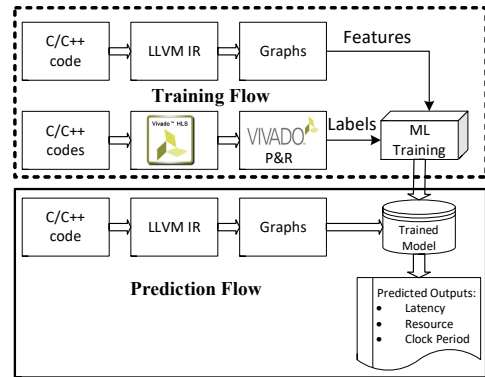 C/C++
code
LLVM IR
Graphs
Features
Training Flow
C/C++
codes
Vivado™ HLS
VIVADO
P&R
Labels
ML
Training
C/C++
code
LLVM IR
Graphs
Trained
Model
Prediction Flow
Predicted Outputs:
• Latency
• Resource
• Clock Period